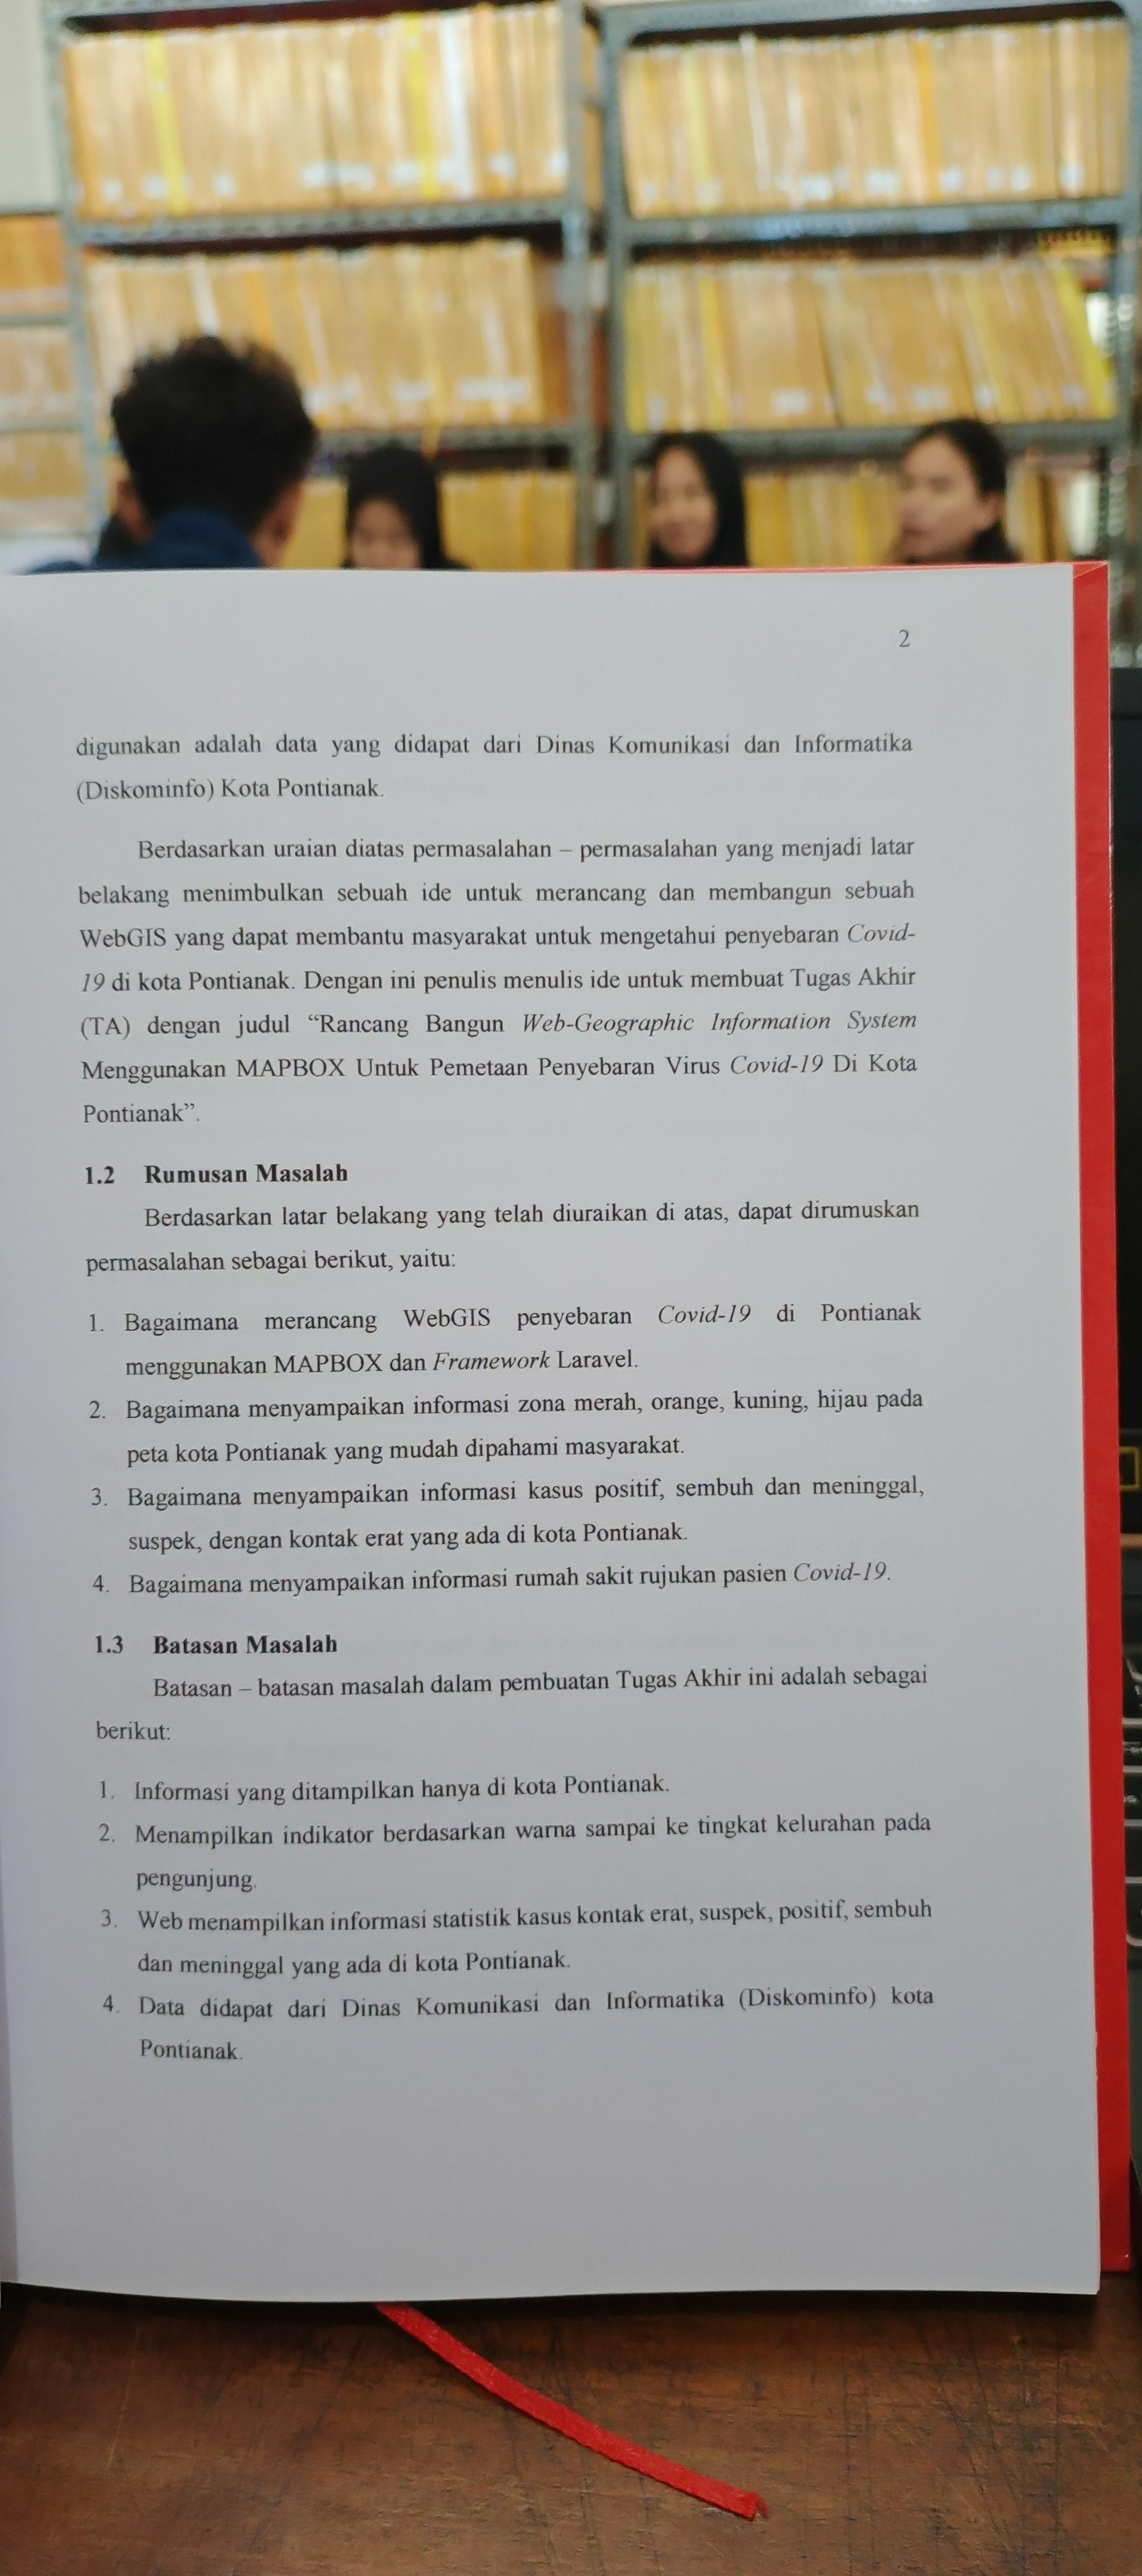 2
digunakan adalah data yang didapat dari Dinas Komunikasi dan Informatika
(Diskominfo) Kota Pontianak.
Berdasarkan uraian diatas permasalahan – permasalahan yang menjadi latar
belakang menimbulkan sebuah ide untuk merancang dan membangun sebuah
WebGIS yang dapat membantu masyarakat untuk mengetahui penyebaran Covid-
19 di kota Pontianak. Dengan ini penulis menulis ide untuk membuat Tugas Akhir
(TA) dengan judul “Rancang Bangun Web-Geographic Information System
Menggunakan MAPBOX Untuk Pemetaan Penyebaran Virus Covid-19 Di Kota
Pontianak”.
1.2 Rumusan Masalah
Berdasarkan latar belakang yang telah diuraikan di atas, dapat dirumuskan
permasalahan sebagai berikut, yaitu:
1. Bagaimana merancang WebGIS penyebaran Covid-19 di Pontianak
menggunakan MAPBOX dan Framework Laravel.
2. Bagaimana menyampaikan informasi zona merah, orange, kuning, hijau pada
peta kota Pontianak yang mudah dipahami masyarakat.
3. Bagaimana menyampaikan informasi kasus positif, sembuh dan meninggal,
suspek, dengan kontak erat yang ada di kota Pontianak.
4. Bagaimana menyampaikan informasi rumah sakit rujukan pasien Covid-19.
1.3 Batasan Masalah
Batasan – batasan masalah dalam pembuatan Tugas Akhir ini adalah sebagai
berikut:
1. Informasi yang ditampilkan hanya di kota Pontianak.
2. Menampilkan indikator berdasarkan warna sampai ke tingkat kelurahan pada
pengunjung.
3. Web menampilkan informasi statistik kasus kontak erat, suspek, positif, sembuh
dan meninggal yang ada di kota Pontianak.
4. Data didapat dari Dinas Komunikasi dan Informatika (Diskominfo) kota
Pontianak.